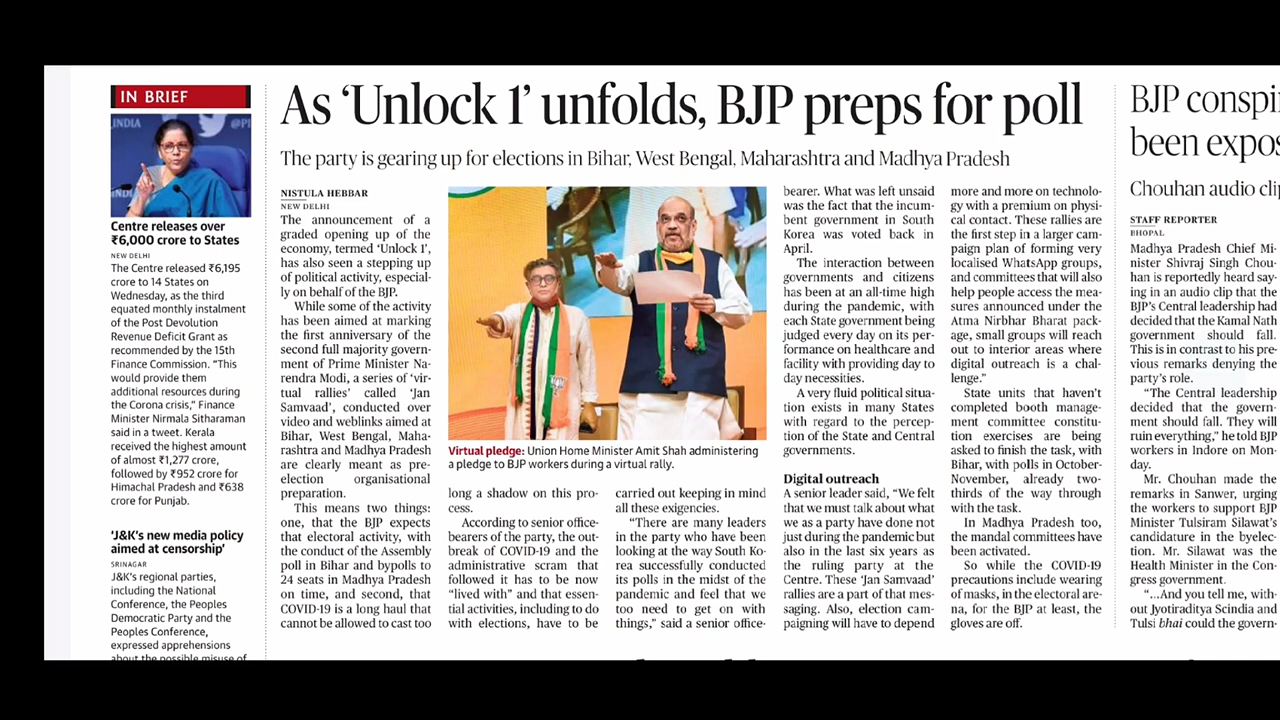 IN BRIEF
Centre releases over
₹6,000 crore to States
NEW DELHI
The Centre released ₹6,195
crore to 14 States on
Wednesday, as the third
equated monthly instalment
of the Post Devolution
Revenue Deficit Grant as
recommended by the 15th
Finance Commission. “This
would provide them
additional resources during
the Corona crisis,” Finance
Minister Nirmala Sitharaman
said in a tweet. Kerala
received the highest amount
of almost ₹1,277 crore,
followed by ₹952 crore for
Himachal Pradesh and ₹638
crore for Punjab.
‘J&K’s new media policy
aimed at censorship’
SRINAGAR
J&K’s regional parties,
including the National
Conference, the Peoples
Democratic Party and the
Peoples Conference,
expressed apprehensions
about the possible misuse of
As ‘Unlock 1’ unfolds, BJP preps for poll
The party is gearing up for elections in Bihar, West Bengal, Maharashtra and Madhya Pradesh
NISTULA HEBBAR
NEW DELHI
The announcement of a
graded opening up of the
economy, termed ‘Unlock 1’,
has also seen a stepping up
of political activity, especial-
ly on behalf of the BJP.
While some of the activity
has been aimed at marking
the first anniversary of the
second full majority govern-
ment of Prime Minister Na-
rendra Modi, a series of ‘vir-
tual rallies’ called ‘Jan
Samvaad’, conducted over
video and weblinks aimed at
Bihar, West Bengal, Maha-
rashtra and Madhya Pradesh
are clearly meant as pre-
election organisational
preparation.
This means two things:
one, that the BJP expects
that electoral activity, with
the conduct of the Assembly
poll in Bihar and bypolls to
24 seats in Madhya Pradesh
on time, and second, that
COVID-19 is a long haul that
cannot be allowed to cast too
Virtual pledge: Union Home Minister Amit Shah administering
a pledge to BJP workers during a virtual rally.
long a shadow on this pro-
cess.
According to senior office-
bearers of the party, the out-
break of COVID-19 and the
administrative scram that
followed it has to be now
“lived with” and that essen-
tial activities, including to do
with elections, have to be
carried out keeping in mind
all these exigencies.
“There are many leaders
in the party who have been
looking at the way South Ko-
rea successfully conducted
its polls in the midst of the
pandemic and feel that we
too need to get on with
things,” said a senior office-
bearer. What was left unsaid
was the fact that the incum-
bent government in South
Korea was voted back in
April.
The interaction between
governments and citizens
has been at an all-time high
during the pandemic, with
each State government being
judged every day on its per-
formance on healthcare and
facility with providing day to
day necessities.
A very fluid political situa-
tion exists in many States
with regard to the percep-
tion of the State and Central
governments.
Digital outreach
A senior leader said, “We felt
that we must talk about what
we as a party have done not
just during the pandemic but
also in the last six years as
the ruling party at the
Centre. These ‘Jan Samvaad’
rallies are a part of that mes-
saging. Also, election cam-
paigning will have to depend
more and more on technolo-
gy with a premium on physi-
cal contact. These rallies are
the first step in a larger cam-
paign plan of forming very
localised WhatsApp groups,
and committees that will also
help people access the mea-
sures announced under the
Atma Nirbhar Bharat pack-
age, small groups will reach
out to interior areas where
digital outreach is a chal-
lenge.”
State units that haven’t
completed booth manage-
ment committee constitu-
tion exercises are being
asked to finish the task, with
Bihar, with polls in October-
November, already two-
thirds of the way through
with the task.
In Madhya Pradesh too,
the mandal committees have
been activated.
So while the COVID-19
precautions include wearing
of masks, in the electoral are-
na, for the BJP at least, the
gloves are off.
BJP conspi
been expos
Chouhan audio cli
STAFF REPORTER
BHOPAL
Madhya Pradesh Chief Mi-
nister Shivraj Singh Chou-
han is reportedly heard say-
ing in an audio clip that the
BJP’s Central leadership had
decided that the Kamal Nath
government should fall.
This is in contrast to his pre-
vious remarks denying the
party’s role.
“The Central leadership
decided that the govern-
ment should fall. They will
ruin everything,” he told BJP
workers in Indore on Mon-
day.
Mr. Chouhan made the
remarks in Sanwer, urging
the workers to support BJP
Minister Tulsiram Silawat’s
candidature in the byelec-
tion. Mr. Silawat was the
Health Minister in the Con-
gress government.
“...And you tell me, with-
out Jyotiraditya Scindia and
Tulsi bhai could the govern-